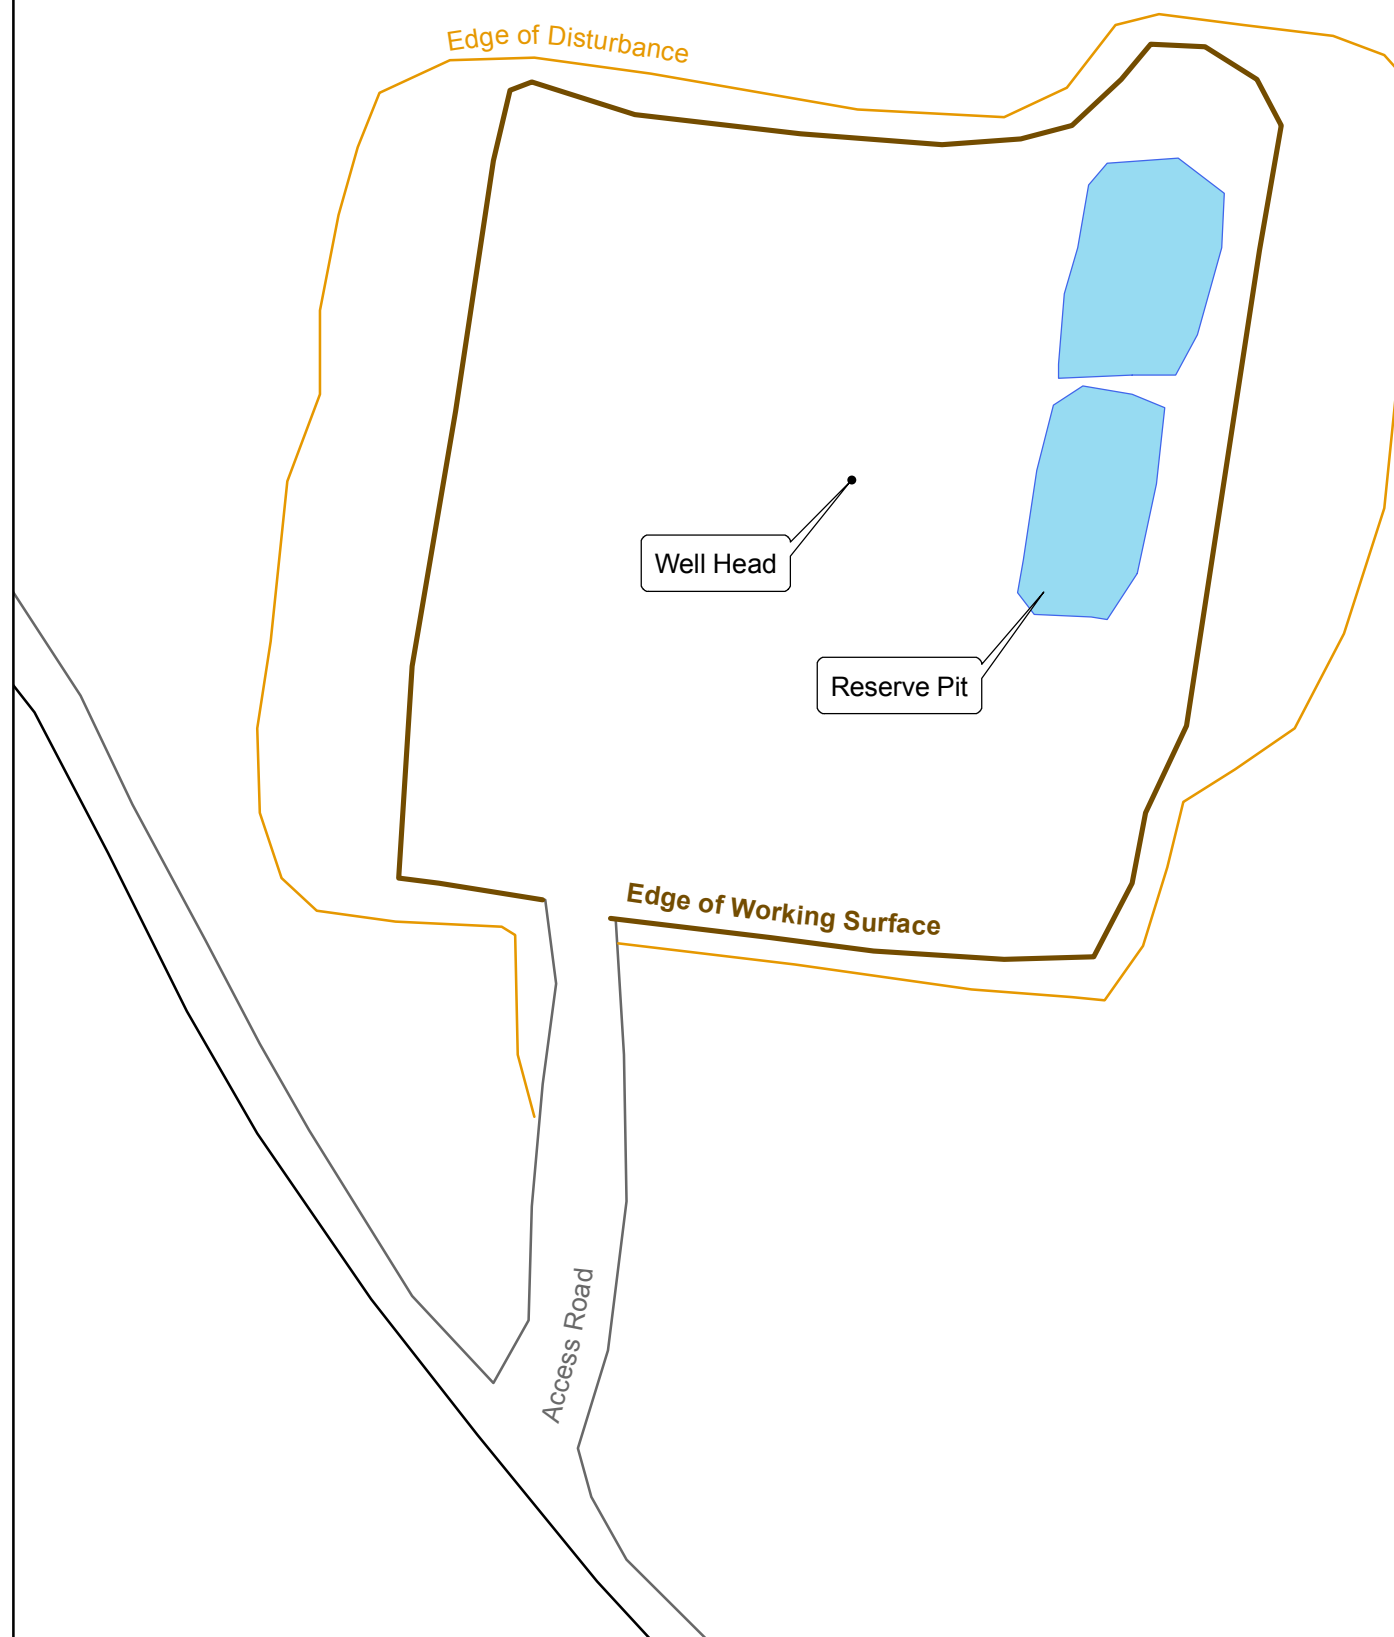 Edge of Disturbance
Well Head
Reserve Pit
Edge of Working Surface
Access Road